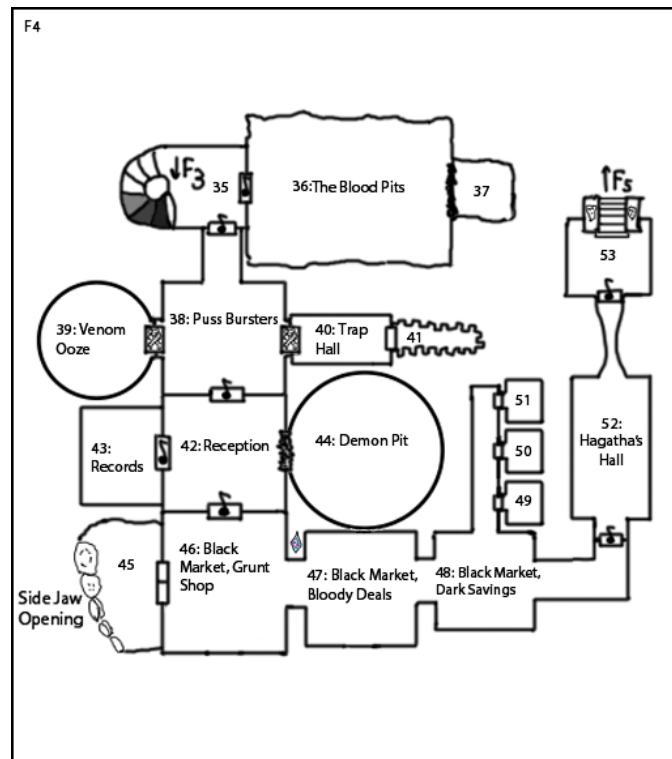 F4
F3
35
36:The Blood Pits
37
F5
53
39: Venom
Ooze
38: Puss Bursters
40: Trap
Hall
41
51
43:
Records
42: Reception
44: Demon Pit
50
52:
Hagatha's
Hall
49
45
46: Black
Market, Grunt
Shop
47: Black Market,
Bloody Deals
48: Black Market,
Dark Savings
Side Jaw
Opening